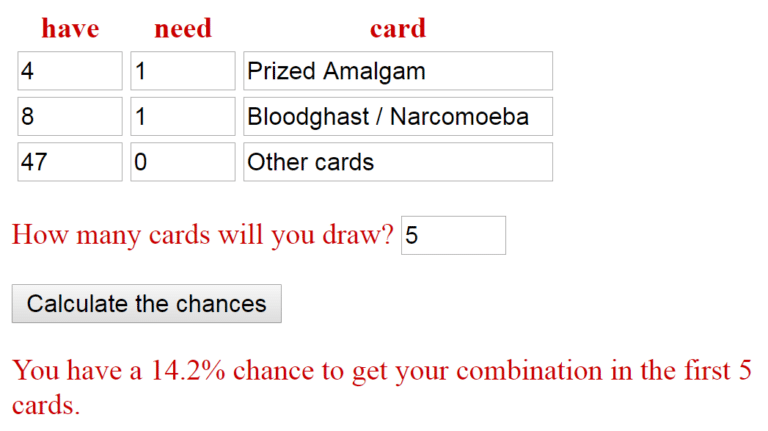 have need card
4 1 Prized Amalgam
8 1 Bloodghast / Narcomoeba
47 0 Other cards
How many cards will you draw? 5
Calculate the chances
You have a 14.2% chance to get your combination in the first 5
cards.